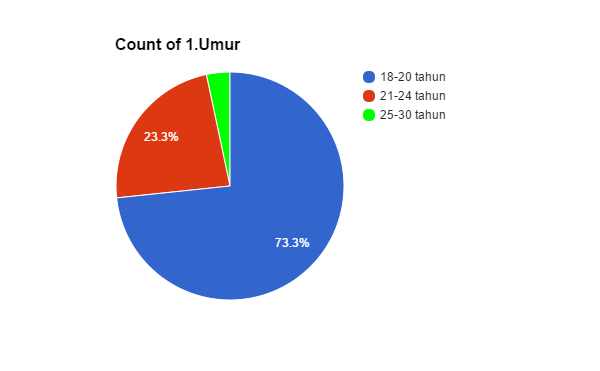 Count of 1.Umur
18-20 tahun
21-24 tahun
25-30 tahun
23.3%
73.3%